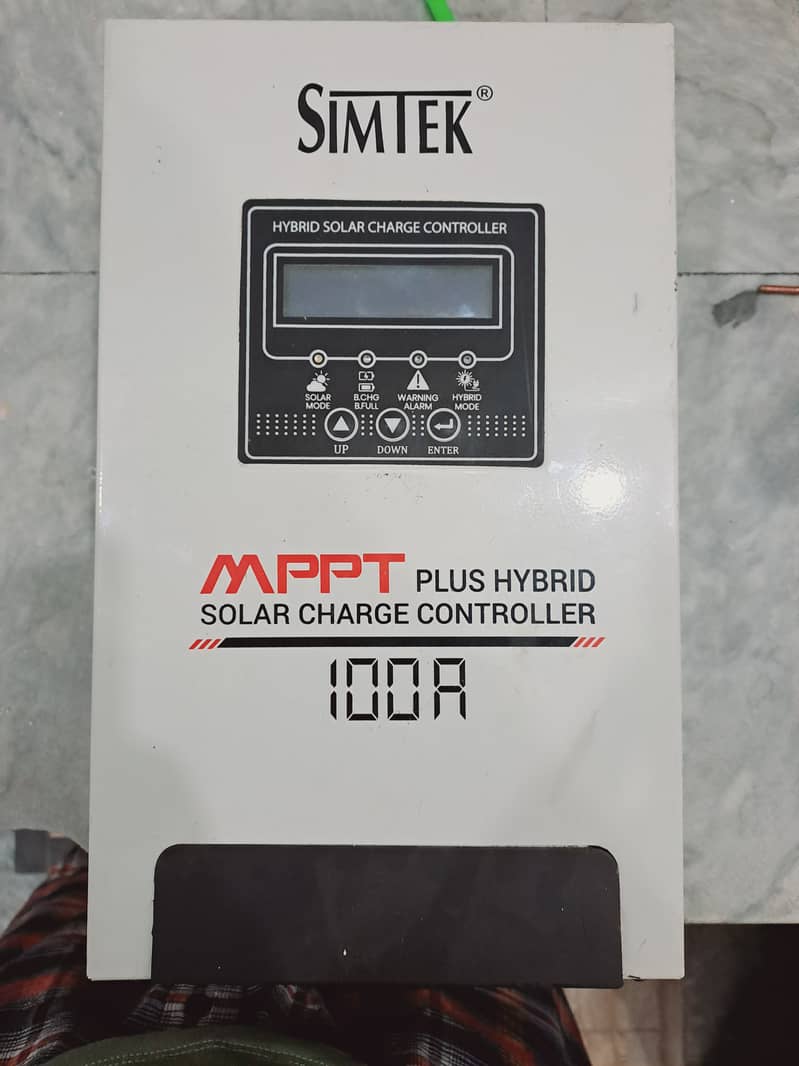 SIMTEK®
HYBRID SOLAR CHARGE CONTROLLER
SOLAR MODE
B.CHG B.FULL
WARNING ALARM
HYBRID MODE
UP DOWN ENTER
MPPT PLUS HYBRID
SOLAR CHARGE CONTROLLER
100A